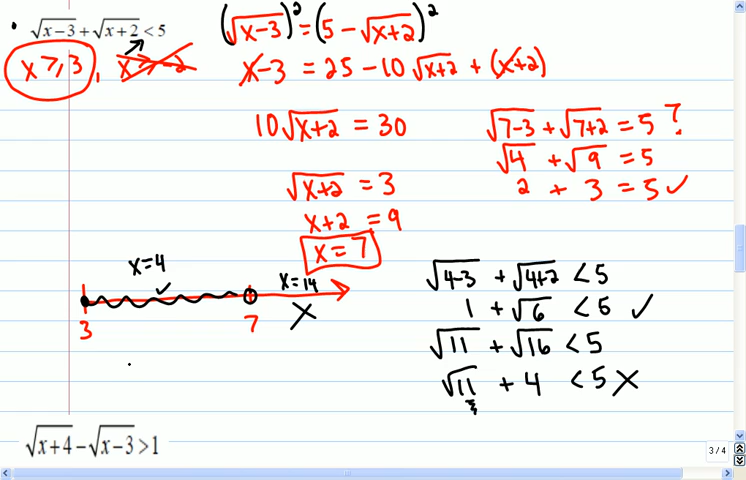 √(x-3) + √(x+2) < 5
(√(x-3))² = (5 - √(x+2))²
x ≥ 3, x ≥ -2
x - 3 = 25 - 10√(x+2) + (x+2)
10√(x+2) = 30
√(x+2) = 3
x+2 = 9
x = 7
√(7-3) + √(7+2) = 5 ?
√4 + √9 = 5
2 + 3 = 5 ✓
x=4
✓
x=14
X
3
7
√(4-3) + √(4+2) < 5
1 + √6 < 5 ✓
√11 + √16 < 5
√11 + 4 < 5 X
√(x+4) - √(x-3) > 1
3 / 4